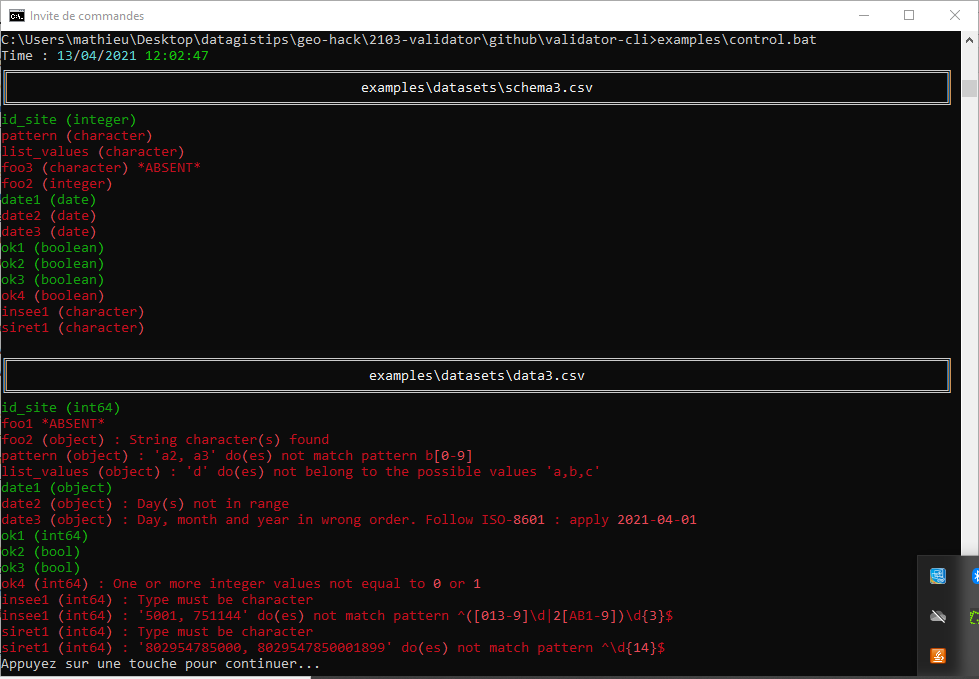 Invite de commandes
C:\Users\mathieu\Desktop\datagistips\geo-hack\2103-validator\github\validator-cli>examples\control.bat
Time : 13/04/2021 12:02:47
examples\datasets\schema3.csv
id_site (integer)
pattern (character)
list_values (character)
foo3 (character) *ABSENT*
foo2 (integer)
date1 (date)
date2 (date)
date3 (date)
ok1 (boolean)
ok2 (boolean)
ok3 (boolean)
ok4 (boolean)
insee1 (character)
siret1 (character)
examples\datasets\data3.csv
id_site (int64)
foo1 *ABSENT*
foo2 (object) : String character(s) found
pattern (object) : 'a2, a3' do(es) not match pattern b[0-9]
list_values (object) : 'd' do(es) not belong to the possible values 'a,b,c'
date1 (object)
date2 (object) : Day(s) not in range
date3 (object) : Day, month and year in wrong order. Follow ISO-8601 : apply 2021-04-01
ok1 (int64)
ok2 (bool)
ok3 (bool)
ok4 (int64) : One or more integer values not equal to 0 or 1
insee1 (int64) : Type must be character
insee1 (int64) : '5001, 751144' do(es) not match pattern ^([013-9]\d|2[AB1-9])\d{3}$
siret1 (int64) : Type must be character
siret1 (int64) : '802954785000, 8029547850001899' do(es) not match pattern ^\d{14}$
Appuyez sur une touche pour continuer...